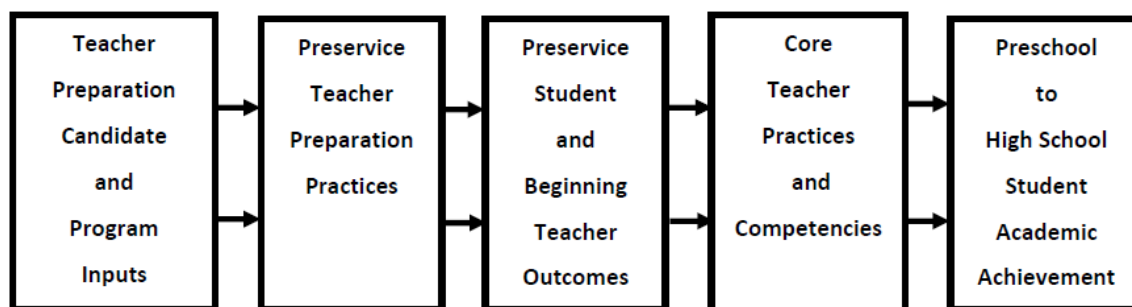 Teacher
Preparation
Candidate
and
Program
Inputs
Preservice
Teacher
Preparation
Practices
Preservice
Student
and
Beginning
Teacher
Outcomes
Core
Teacher
Practices
and
Competencies
Preschool
to
High School
Student
Academic
Achievement